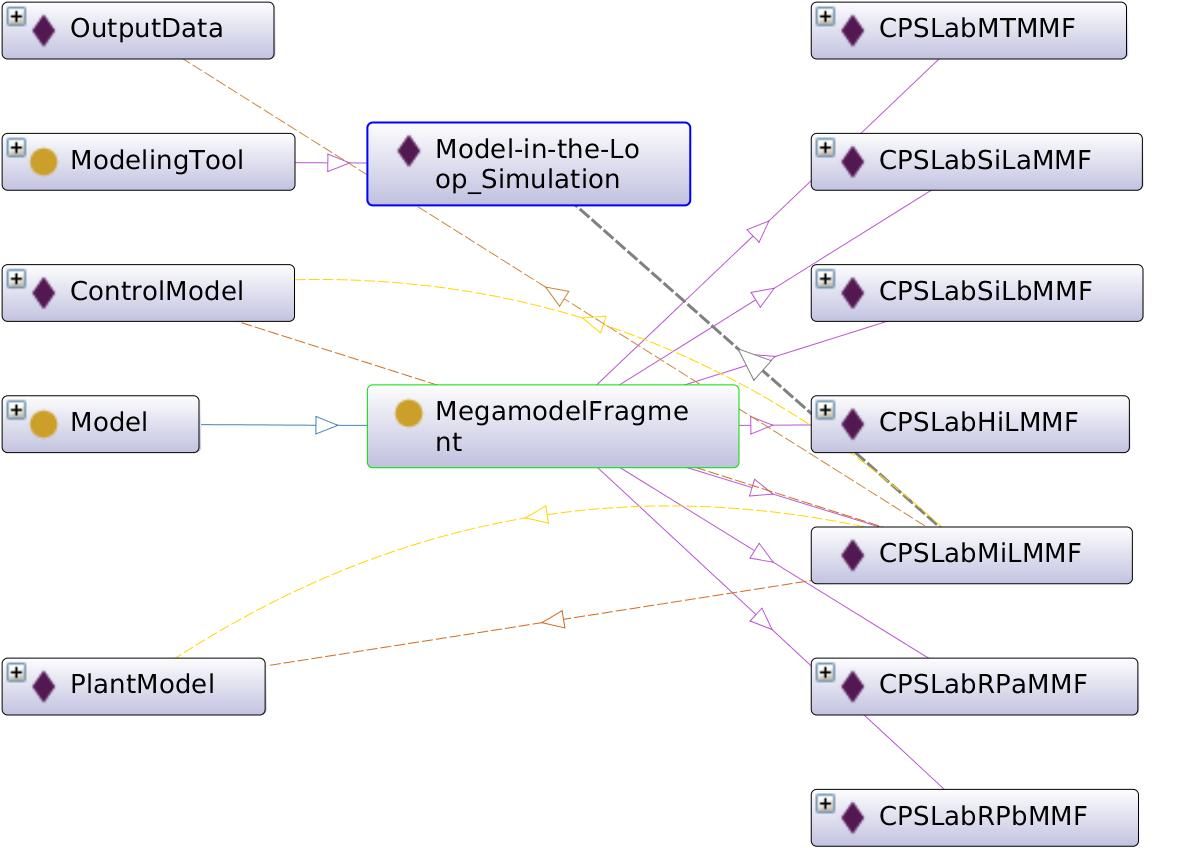 OutputData
CPSLabMTMMF
ModelingTool
Model-in-the-Lo
op_Simulation
CPSLabSiLaMMF
ControlModel
CPSLabSiLbMMF
Model
MegamodelFragme
nt
CPSLabHiLMMF
CPSLabMiLMMF
PlantModel
CPSLabRPaMMF
CPSLabRPbMMF